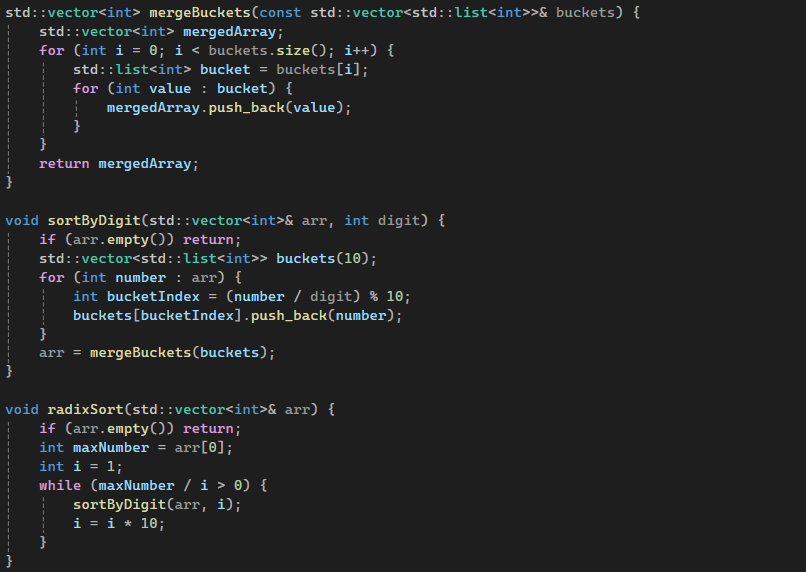 std::vector<int> mergeBuckets(const std::vector<std::list<int>>& buckets) {
    std::vector<int> mergedArray;
    for (int i = 0; i < buckets.size(); i++) {
        std::list<int> bucket = buckets[i];
        for (int value : bucket) {
            mergedArray.push_back(value);
        }
    }
    return mergedArray;
}

void sortByDigit(std::vector<int>& arr, int digit) {
    if (arr.empty()) return;
    std::vector<std::list<int>> buckets(10);
    for (int number : arr) {
        int bucketIndex = (number / digit) % 10;
        buckets[bucketIndex].push_back(number);
    }
    arr = mergeBuckets(buckets);
}

void radixSort(std::vector<int>& arr) {
    if (arr.empty()) return;
    int maxNumber = arr[0];
    int i = 1;
    while (maxNumber / i > 0) {
        sortByDigit(arr, i);
        i = i * 10;
    }
}